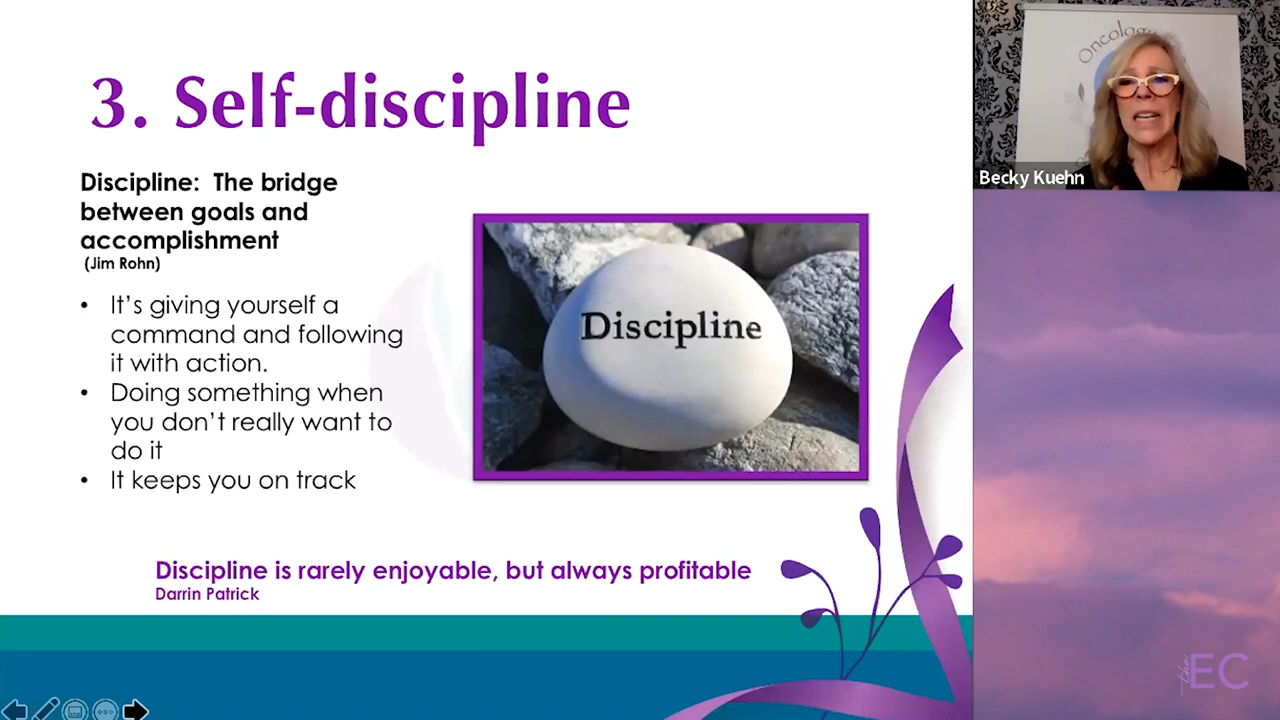 3. Self-discipline
Discipline: The bridge
between goals and
accomplishment
(Jim Rohn)
• It’s giving yourself a
command and following
it with action.
• Doing something when
you don’t really want to
do it
• It keeps you on track
Discipline
Discipline is rarely enjoyable, but always profitable
Darrin Patrick
Oncology
Becky Kuehn
the EC